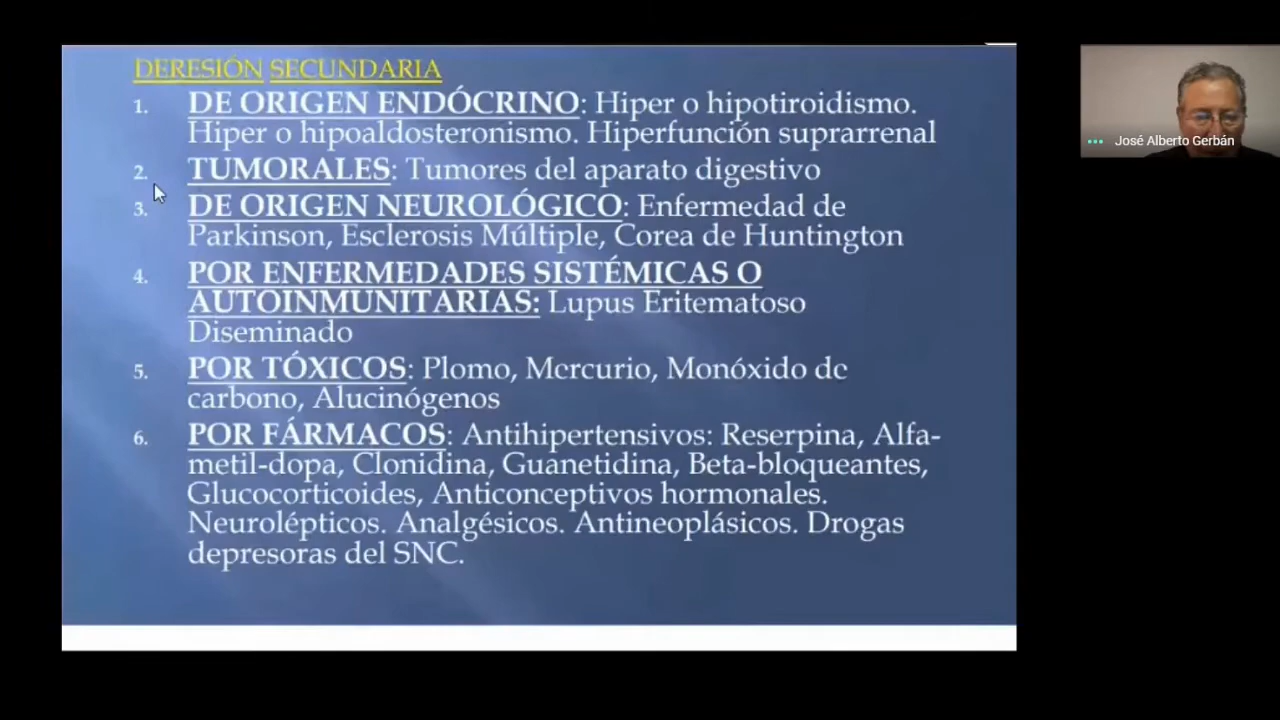 DERESIÓN SECUNDARIA
1. DE ORIGEN ENDÓCRINO: Hiper o hipotiroidismo.
Hiper o hipoaldosteronismo. Hiperfunción suprarrenal
2. TUMORALES: Tumores del aparato digestivo
3. DE ORIGEN NEUROLÓGICO: Enfermedad de
Parkinson, Esclerosis Múltiple, Corea de Huntington
4. POR ENFERMEDADES SISTÉMICAS O
AUTOINMUNITARIAS: Lupus Eritematoso
Diseminado
5. POR TÓXICOS: Plomo, Mercurio, Monóxido de
carbono, Alucinógenos
6. POR FÁRMACOS: Antihipertensivos: Reserpina, Alfa-
metil-dopa, Clonidina, Guanetidina, Beta-bloqueantes,
Glucocorticoides, Anticonceptivos hormonales.
Neurolépticos. Analgésicos. Antineoplásicos. Drogas
depresoras del SNC.
José Alberto Gerbán